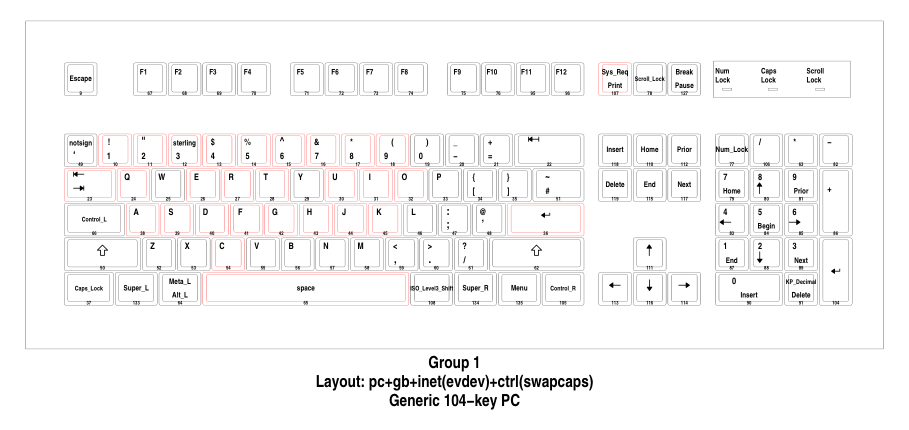 Escape F1 F2 F3 F4 F5 F6 F7 F8 F9 F10 F11 F12 Sys_Req Scroll_Lock Break Num Caps Scroll
Print Pause Lock Lock Lock
9 67 68 69 70 71 72 73 74 75 76 95 96 107 78 127
notsign ! " sterling $ % ^ & * ( ) _ + ⇤ Insert Home Prior Num_Lock / * −
‘ 1 2 3 4 5 6 7 8 9 0 − =
49 10 11 12 13 14 15 16 17 18 19 20 21 22 118 110 112 77 106 63 82
⇤ Q W E R T Y U I O P { } ~ Delete End Next 7 8 9 +
⇥ [ ] # Home ↑ Prior
23 24 25 26 27 28 29 30 31 32 33 34 35 51 119 115 117 79 80 81 86
Control_L A S D F G H J K L : @ ↵ 4 5 6
; ’ ← Begin →
66 38 39 40 41 42 43 44 45 46 47 48 36 83 84 85
⇧ Z X C V B N M < > ? ⇧ ↑ 1 2 3 ↵
, . / End ↓ Next
50 52 53 54 55 56 57 58 59 60 61 62 111 87 88 89 104
Caps_Lock Super_L Meta_L space ISO_Level3_Shift Super_R Menu Control_R ← ↓ → 0 KP_Decimal
Alt_L Insert Delete
37 133 64 65 108 134 135 105 113 116 114 90 91
Group 1
Layout: pc+gb+inet(evdev)+ctrl(swapcaps)
Generic 104−key PC